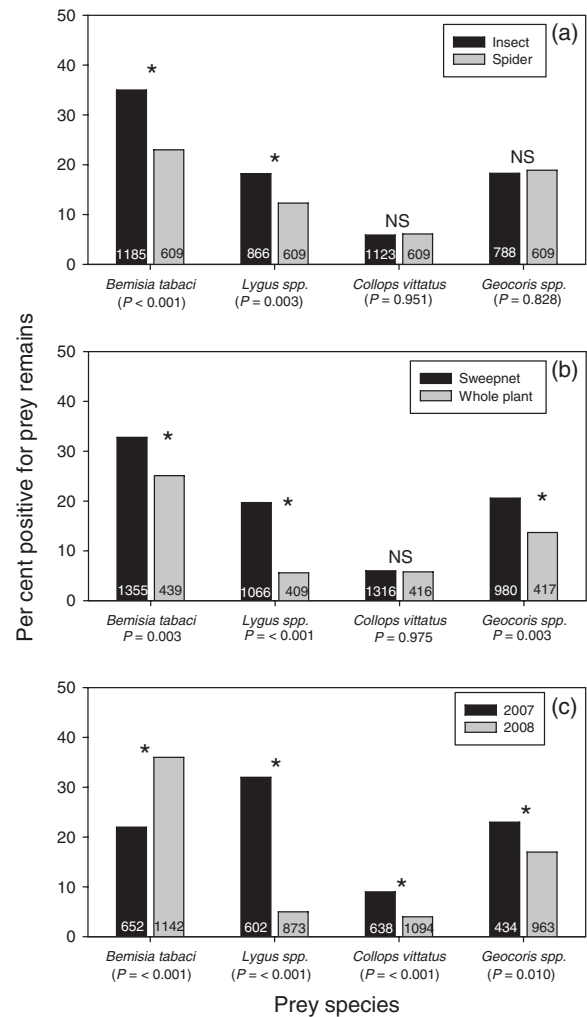 Per cent positive for prey remains
50
40
30
20
10
0
(a)
Insect
Spider
* * NS NS
1185 609 866 609 1123 609 788 609
Bemisia tabaci Lygus spp. Collops vittatus Geocoris spp.
(P < 0.001) (P = 0.003) (P = 0.951) (P = 0.828)
50
40
30
20
10
0
(b)
Sweepnet
Whole plant
* * NS *
1355 439 1066 409 1316 416 980 417
Bemisia tabaci Lygus spp. Collops vittatus Geocoris spp.
P = 0.003 P = < 0.001 P = 0.975 P = 0.003
50
40
30
20
10
0
(c)
2007
2008
* * * *
652 1142 602 873 638 1094 434 963
Bemisia tabaci Lygus spp. Collops vittatus Geocoris spp.
(P = < 0.001) (P = < 0.001) (P = < 0.001) (P = 0.010)
Prey species